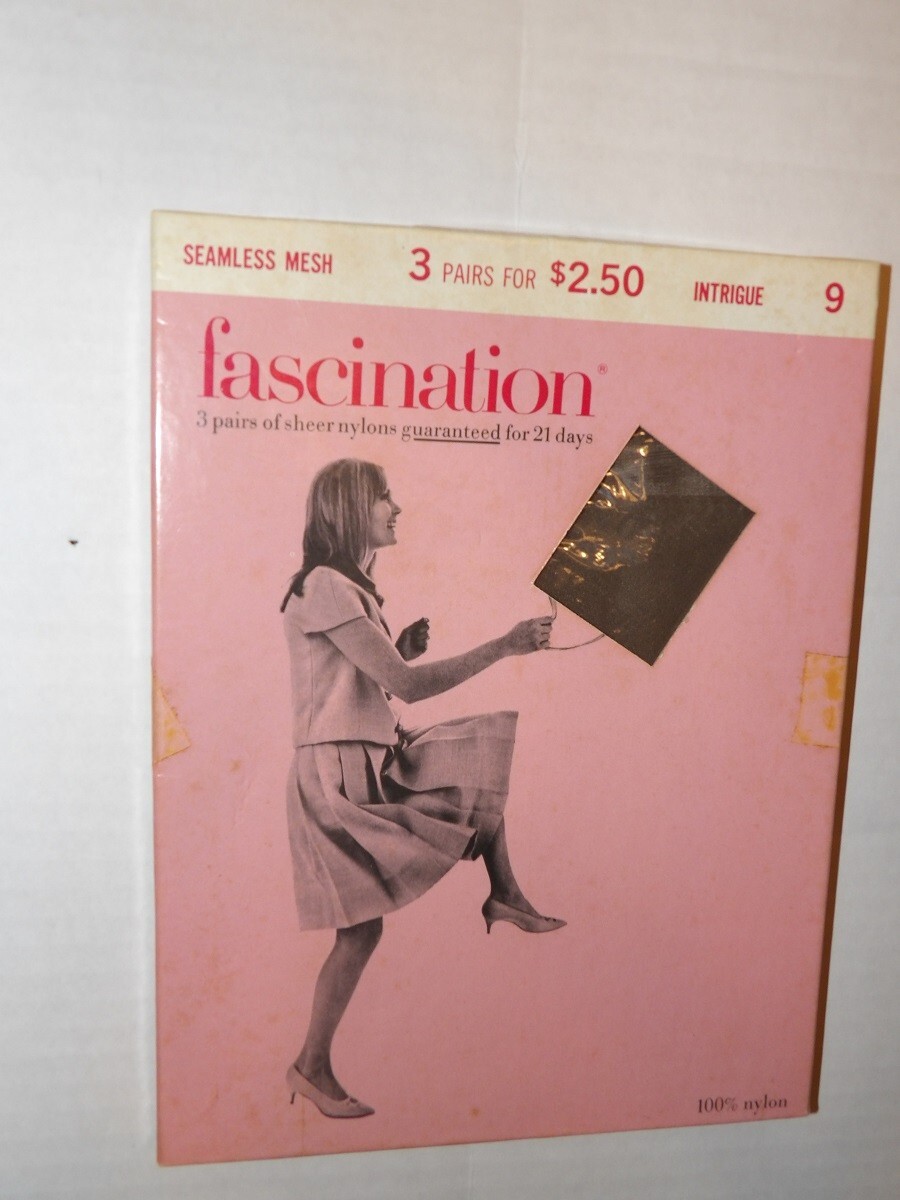 SEAMLESS MESH 3 PAIRS FOR $2.50 INTRIGUE 9
fascination®
3 pairs of sheer nylons guaranteed for 21 days
100% nylon